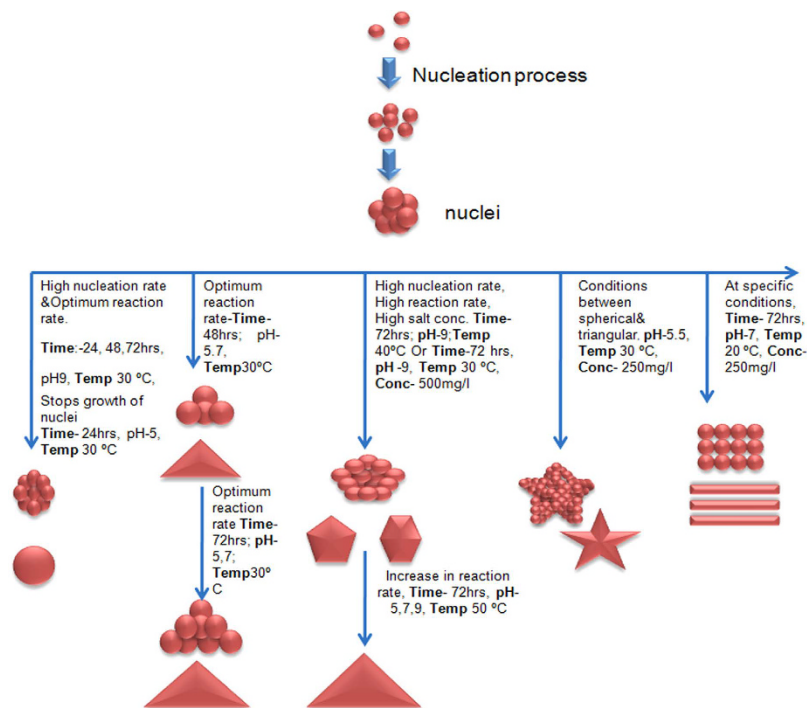 Nucleation process
nuclei
High nucleation rate
&Optimum reaction
rate.
Time:-24, 48,72hrs,
pH9, Temp 30 ºC,
Stops growth of
nuclei
Time- 24hrs, pH-5,
Temp 30 ºC
Optimum
reaction
rate-Time-
48hrs; pH-
5.7,
Temp30ºC
Optimum
reaction
rate Time-
72hrs; pH-
5,7;
Temp30º
C
High nucleation rate,
High reaction rate,
High salt conc. Time-
72hrs; pH-9;Temp
40ºC Or Time-72 hrs,
pH -9, Temp 30 ºC,
Conc- 500mg/l
Increase in reaction
rate, Time- 72hrs, pH-
5,7,9, Temp 50 ºC
Conditions
between
spherical&
triangular. pH-5.5,
Temp 30 ºC,
Conc- 250mg/l
At specific
conditions,
Time- 72hrs,
pH-7, Temp
20 ºC, Conc-
250mg/l